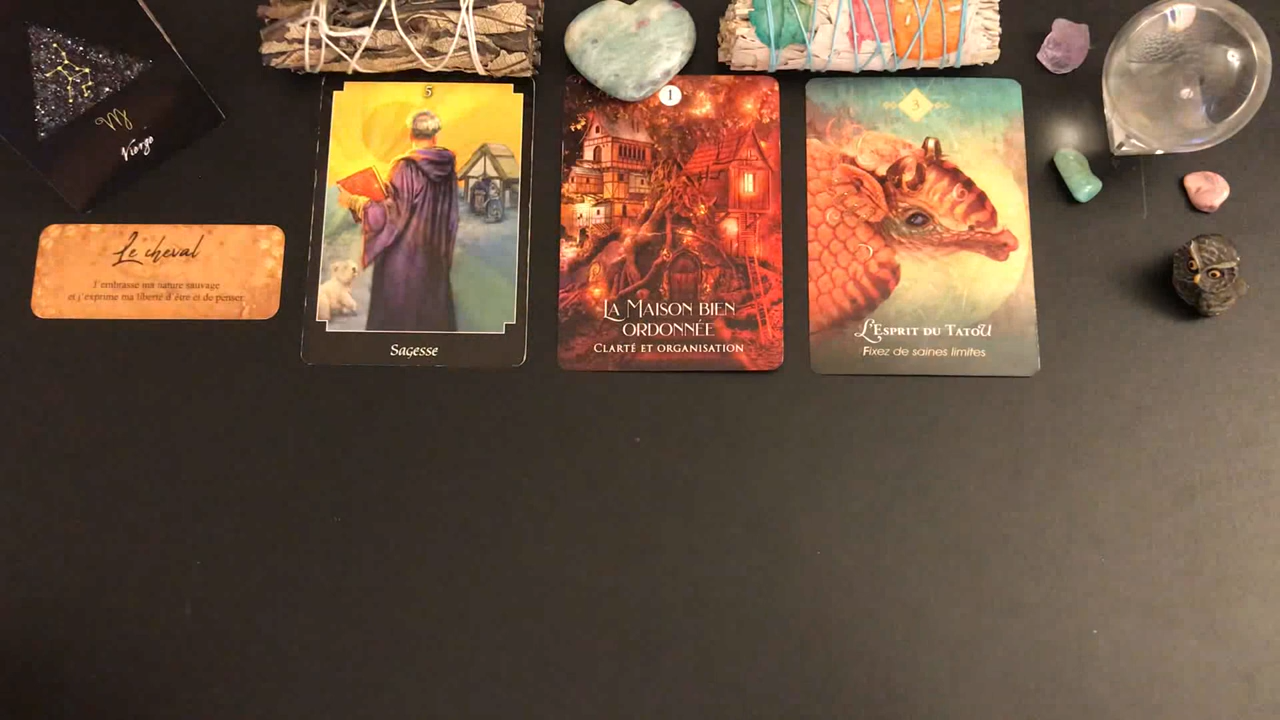 Vierge
Le cheval
J'embrasse ma nature sauvage
et j'exprime ma liberté d'être et de penser
5
Sagesse
1
La Maison bien
ordonnée
Clarté et organisation
3
L'Esprit du Tatou
Fixez de saines limites